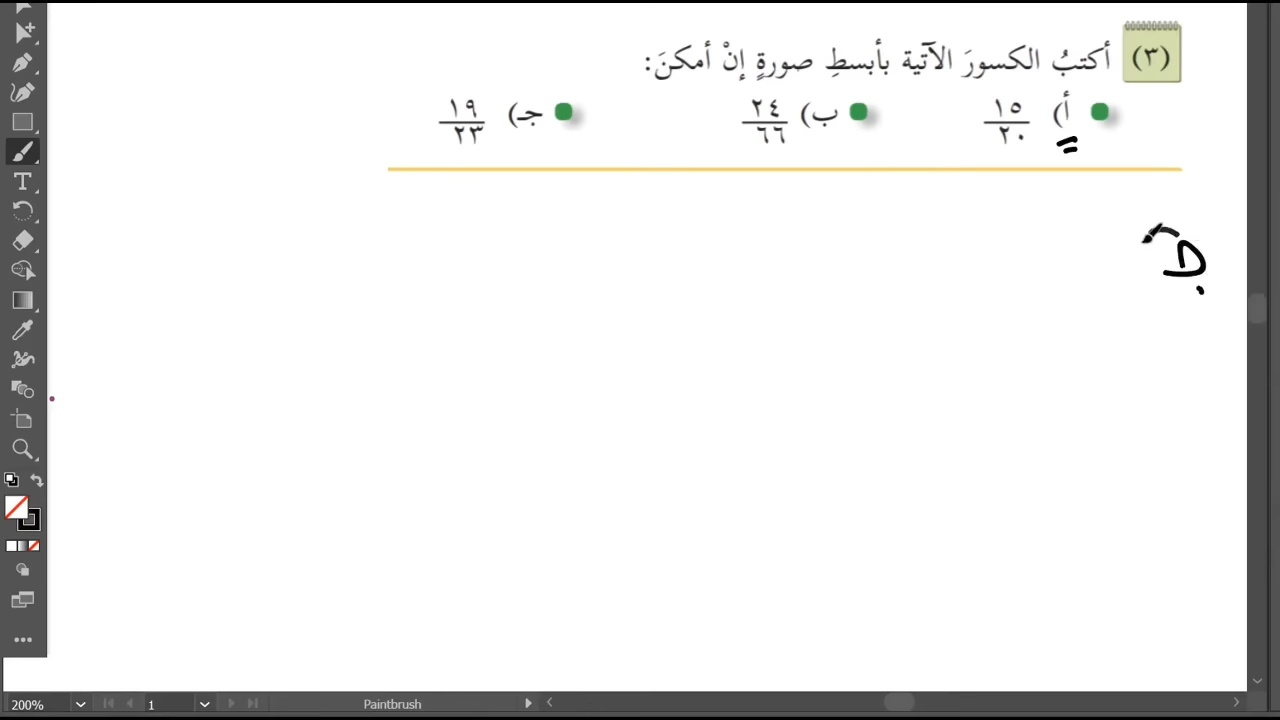 (٣) أكتبُ الكسورَ الآتية بأبسطِ صورةٍ إنْ أمكنَ:
أ) ١٥/٢٠ ب) ٢٤/٦٦ جـ) ١٩/٢٣
200% 1 Paintbrush